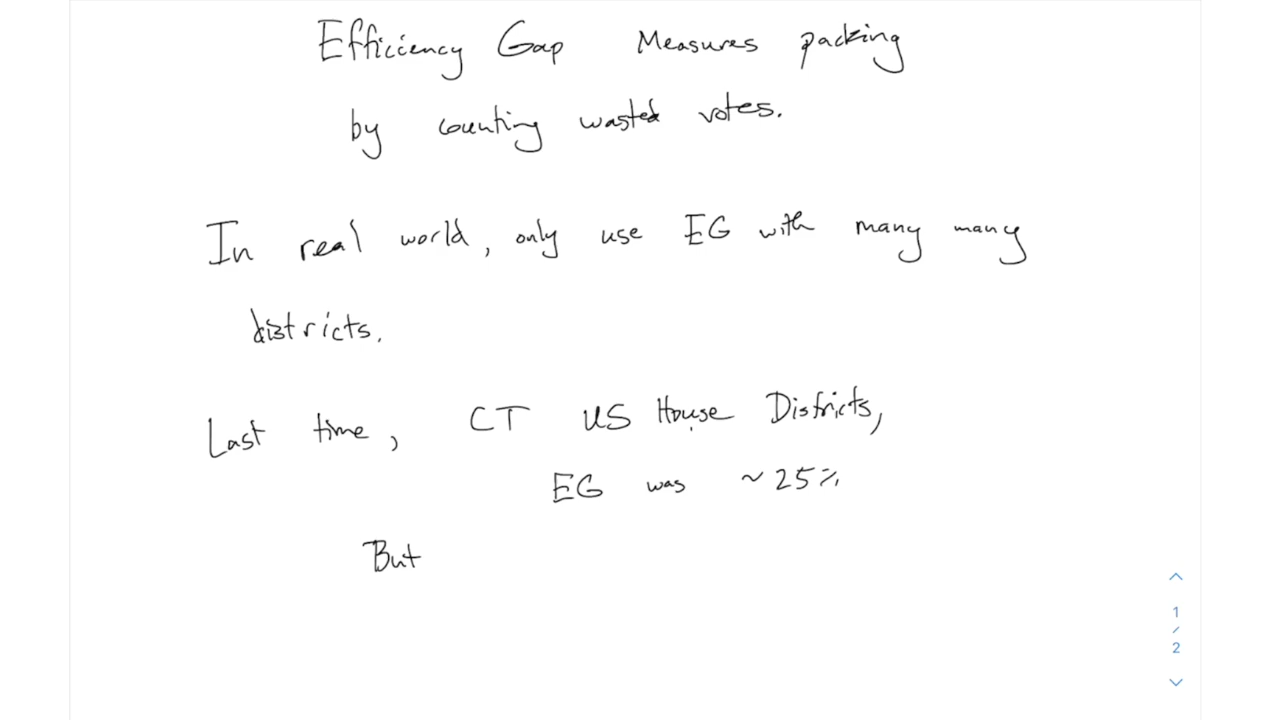 Efficiency Gap Measures packing
by counting wasted votes.
In real world, only use EG with many many
districts.
Last time, CT US House Districts,
EG was ~25%
But
1
/
2